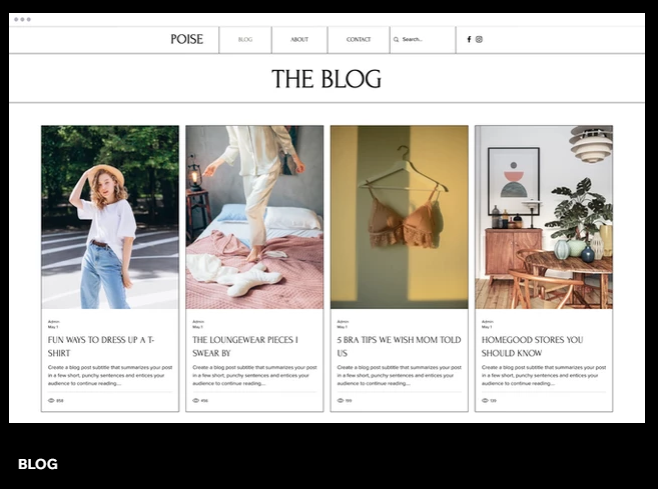 POISE
BLOG
ABOUT
CONTACT
Search...
THE BLOG
Admin
May 1
FUN WAYS TO DRESS UP A T-
SHIRT
Create a blog post subtitle that summarizes your post
in a few short, punchy sentences and entices your
audience to continue reading....
Admin
May 1
THE LOUNGEWEAR PIECES I
SWEAR BY
Create a blog post subtitle that summarizes your post
in a few short, punchy sentences and entices your
audience to continue reading....
Admin
May 1
5 BRA TIPS WE WISH MOM TOLD
US
Create a blog post subtitle that summarizes your post
in a few short, punchy sentences and entices your
audience to continue reading....
Admin
May 1
HOMEGOOD STORES YOU
SHOULD KNOW
Create a blog post subtitle that summarizes your post
in a few short, punchy sentences and entices your
audience to continue reading....
BLOG